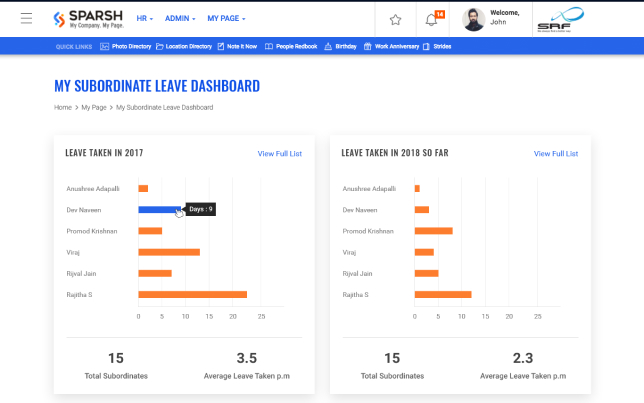 SPARSH
My Company. My Page.
HR
ADMIN
MY PAGE
14
Welcome,
John
SRF
QUICK LINKS Photo Directory Location Directory Note it Now People Redbook Birthday Work Anniversary Strides
MY SUBORDINATE LEAVE DASHBOARD
Home > My Page > My Subordinate Leave Dashboard
LEAVE TAKEN IN 2017
View Full List
Anushree Adapalli
Dev Naveen
Days : 9
Promod Krishnan
Viraj
Rijval Jain
Rajitha S
0 5 10 15 20 25
15
Total Subordinates
3.5
Average Leave Taken p.m
LEAVE TAKEN IN 2018 SO FAR
View Full List
Anushree Adapalli
Dev Naveen
Promod Krishnan
Viraj
Rijval Jain
Rajitha S
0 5 10 15 20 25
15
Total Subordinates
2.3
Average Leave Taken p.m